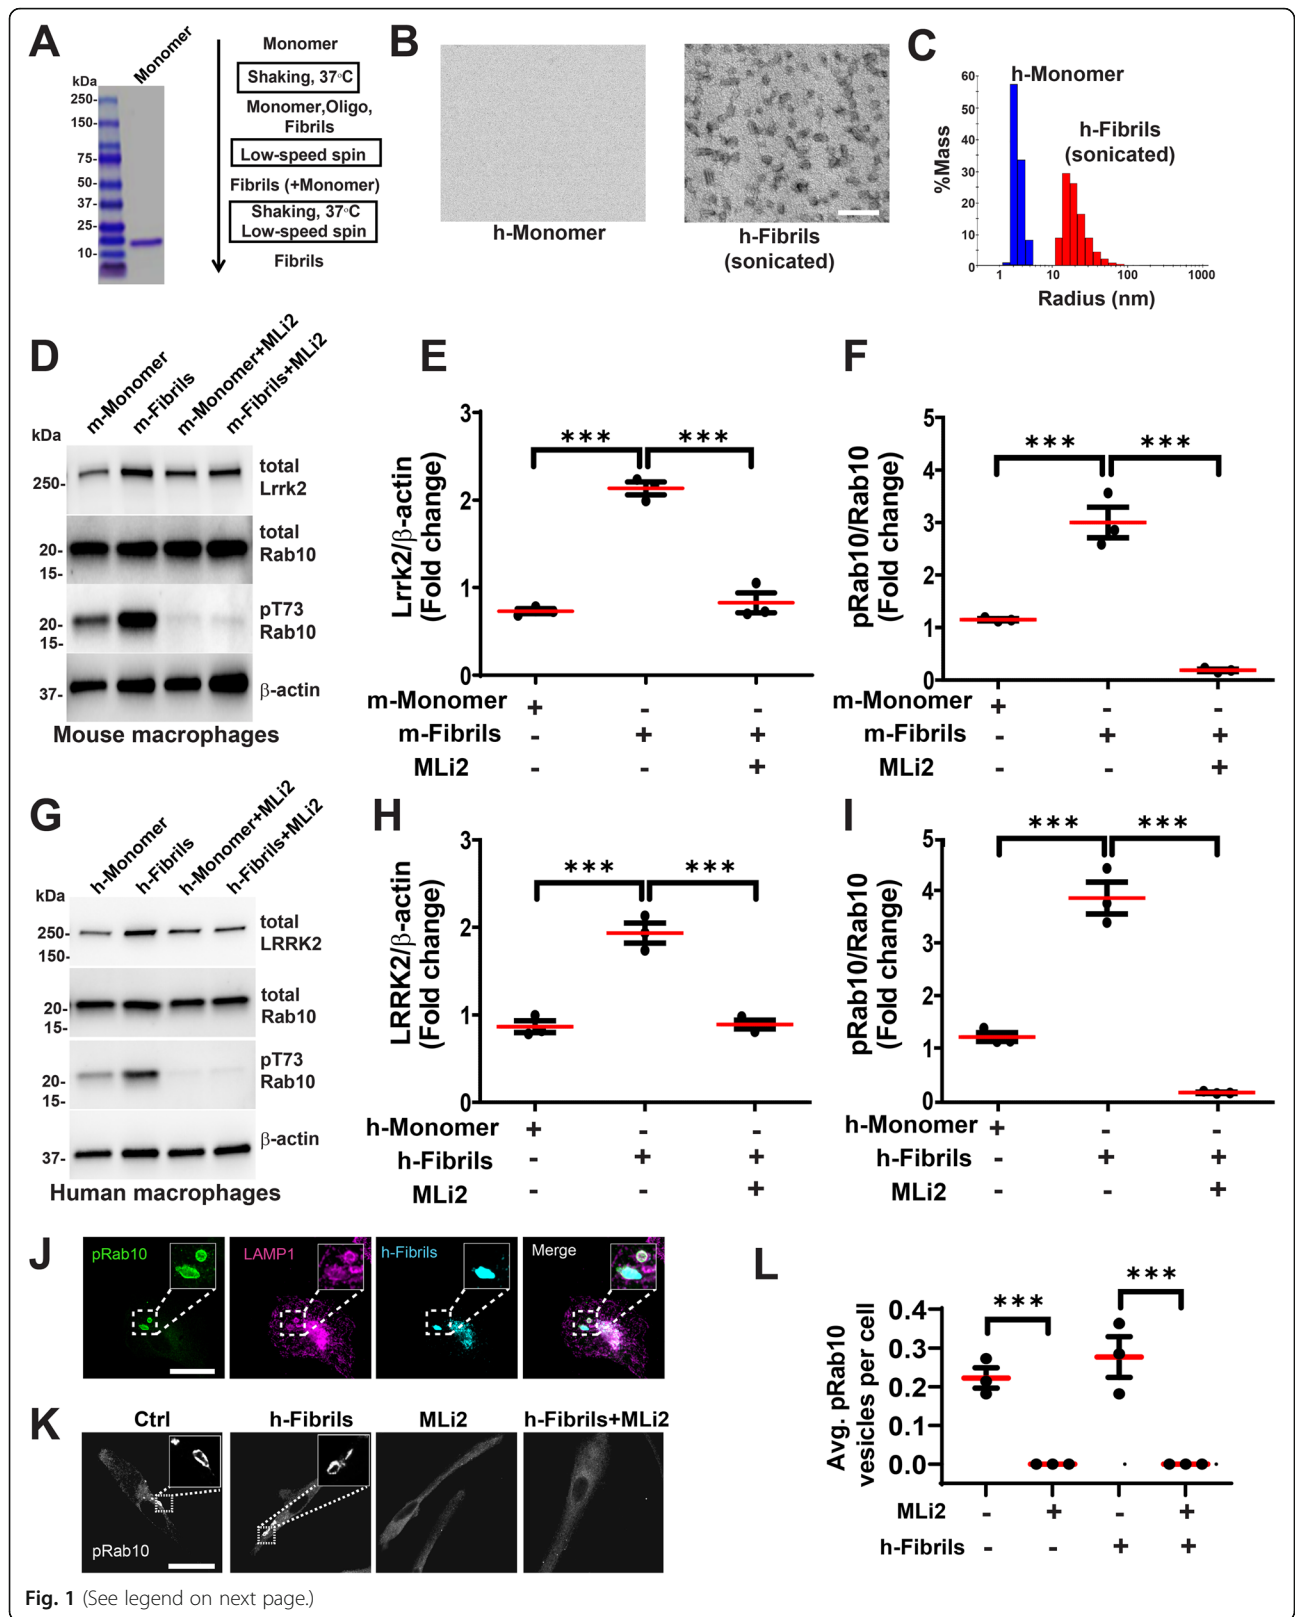 A
Monomer
kDa
250-
150-
75-
50-
37-
25-
10-
Monomer
Shaking, 37°C
Monomer,Oligo,
Fibrils
Low-speed spin
Fibrils (+Monomer)
Shaking, 37°C
Low-speed spin
Fibrils
B
h-Monomer
h-Fibrils
(sonicated)
C
h-Monomer
h-Fibrils
(sonicated)
%Mass
60
50
40
30
20
10
0
1 10 100 1000
Radius (nm)
D
m-Monomer
m-Fibrils
m-Monomer+MLi2
m-Fibrils+MLi2
kDa
250-
total
Lrrk2
20-
15-
total
Rab10
20-
15-
pT73
Rab10
37-
β-actin
Mouse macrophages
E
Lrrk2/β-actin
(Fold change)
3
2
1
0
*** ***
m-Monomer + - -
m-Fibrils - + +
MLi2 - - +
F
pRab10/Rab10
(Fold change)
5
4
3
2
1
0
*** ***
m-Monomer + - -
m-Fibrils - + +
MLi2 - - +
G
h-Monomer
h-Fibrils
h-Monomer+MLi2
h-Fibrils+MLi2
kDa
250-
150-
total
LRRK2
20-
15-
total
Rab10
20-
15-
pT73
Rab10
37-
β-actin
Human macrophages
H
LRRK2/β-actin
(Fold change)
3
2
1
0
*** ***
h-Monomer + - -
h-Fibrils - + +
MLi2 - - +
I
pRab10/Rab10
(Fold change)
5
4
3
2
1
0
*** ***
h-Monomer + - -
h-Fibrils - + +
MLi2 - - +
J
pRab10
LAMP1
h-Fibrils
Merge
K
Ctrl
h-Fibrils
MLi2
h-Fibrils+MLi2
pRab10
L
Avg. pRab10
vesicles per cell
0.4
0.3
0.2
0.1
0.0
*** ***
MLi2 - + - +
h-Fibrils - - + +
Fig. 1 (See legend on next page.)